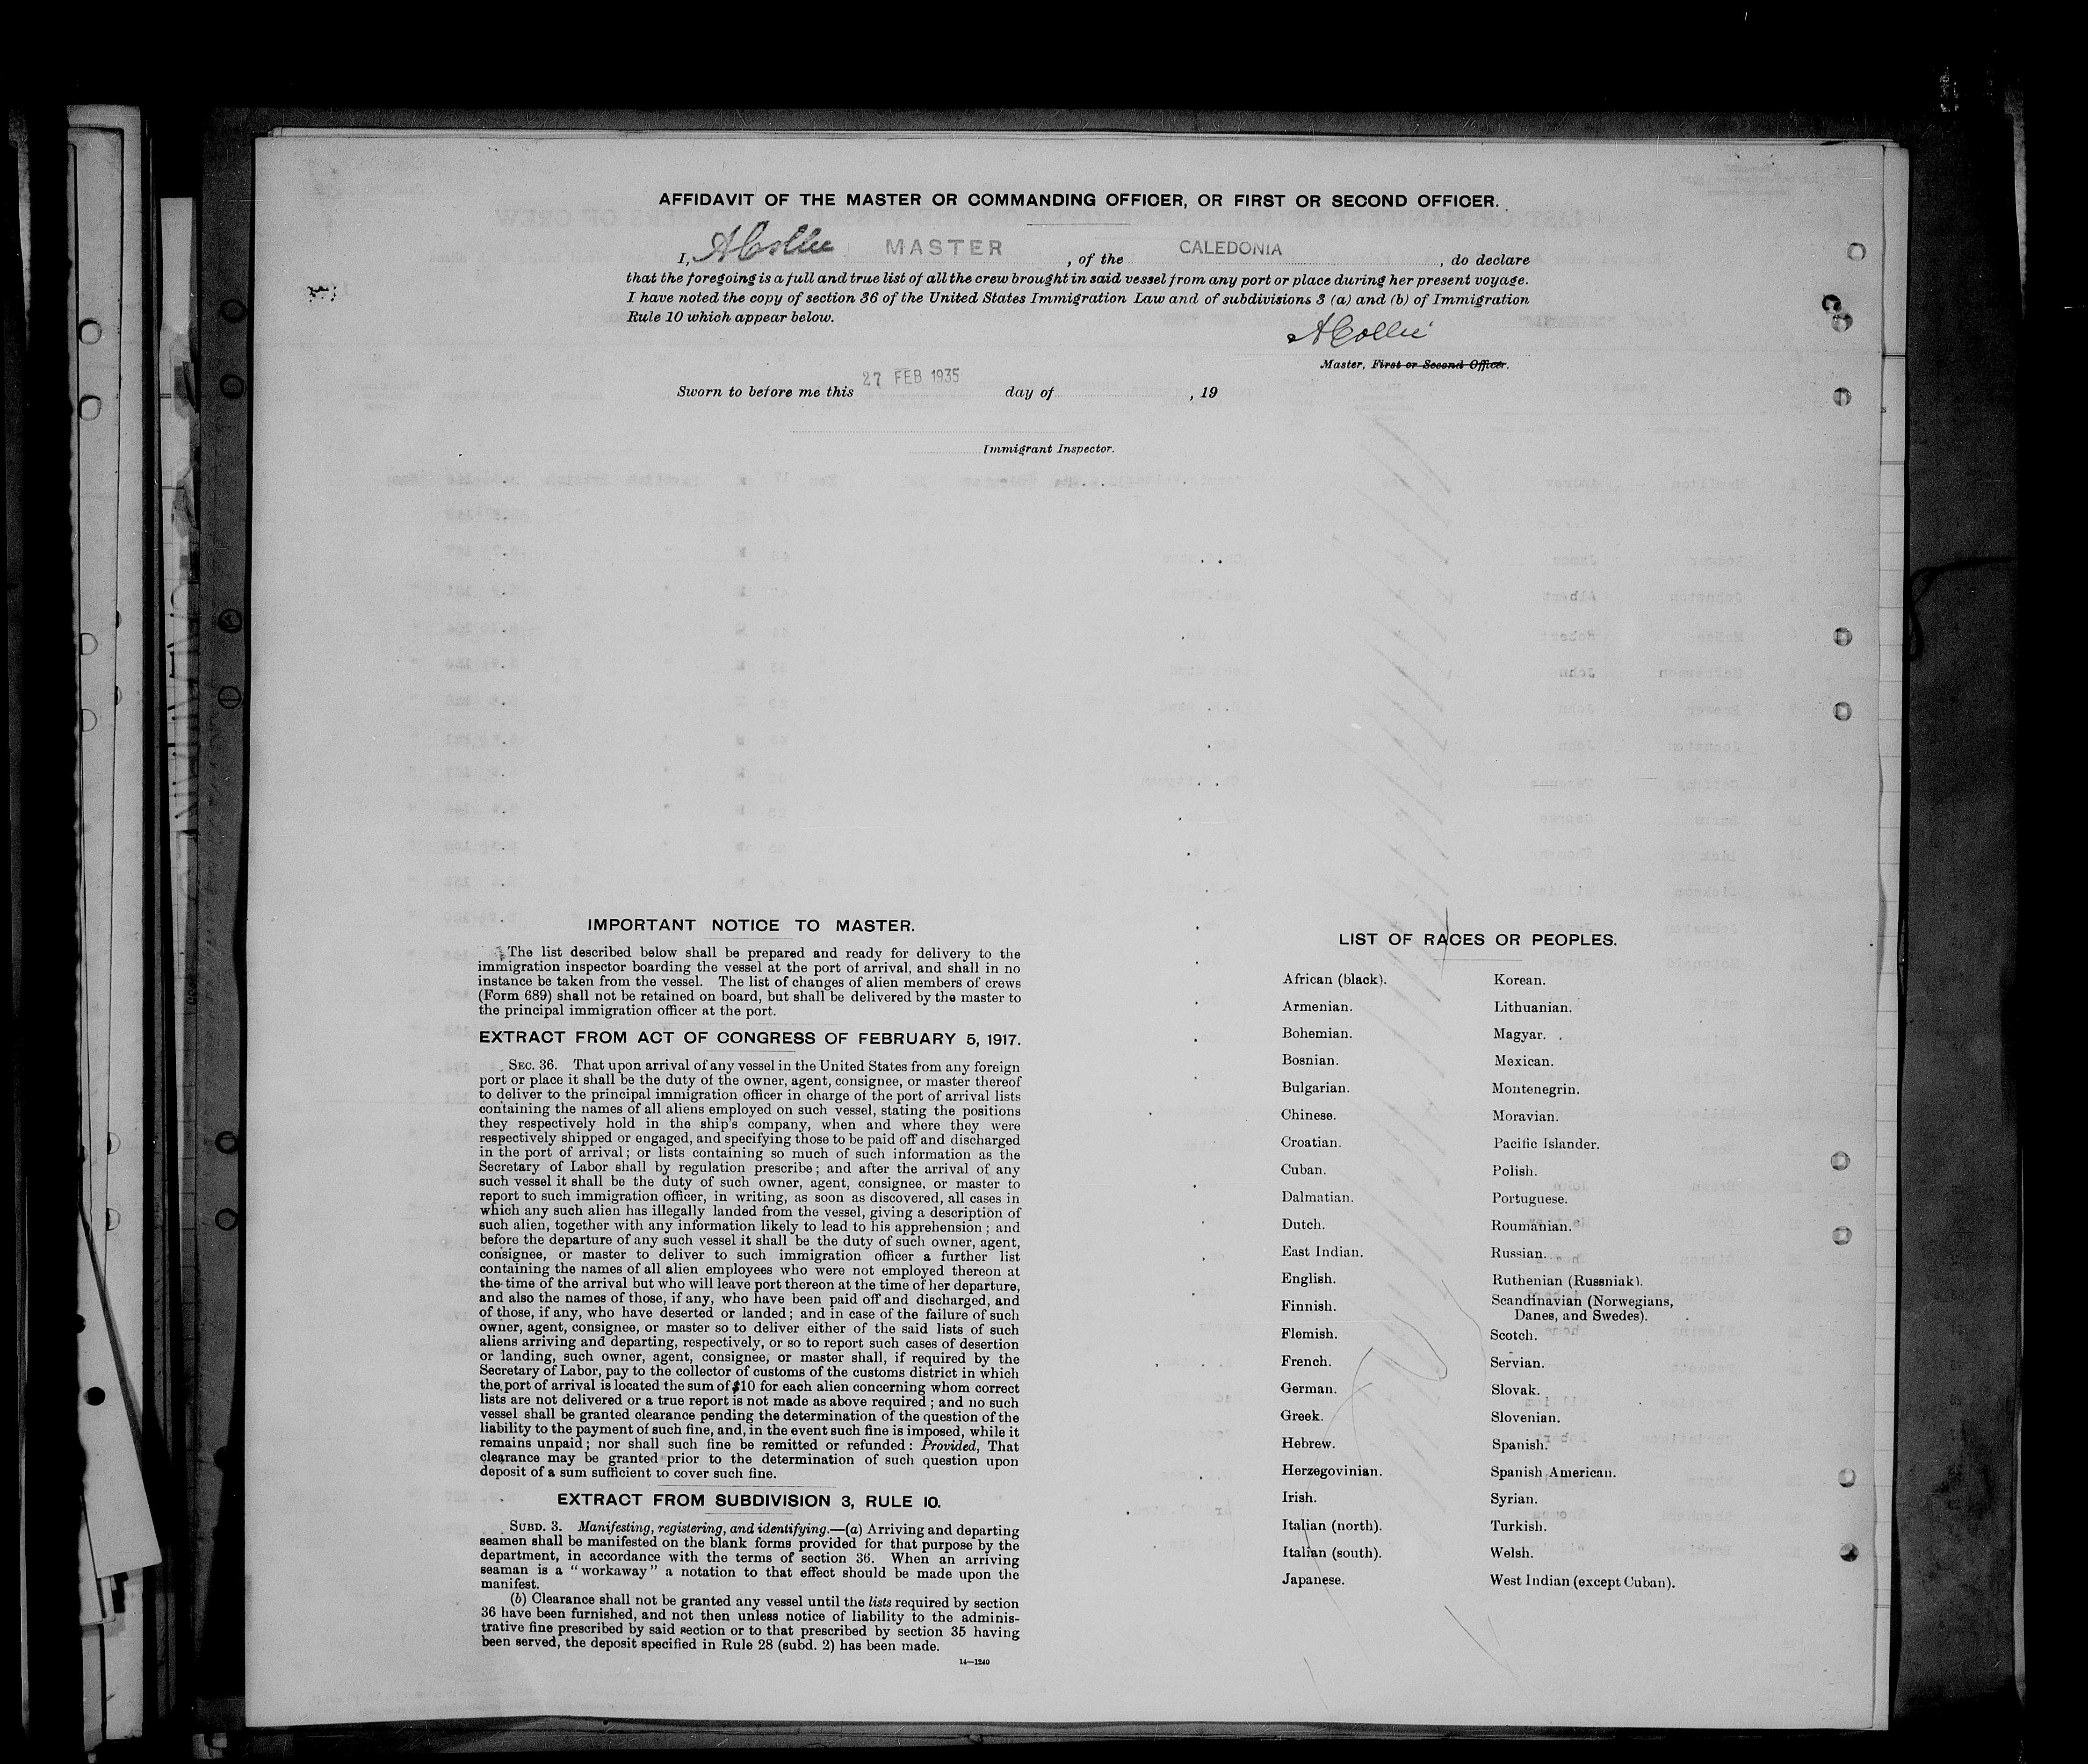 AFFIDAVIT OF THE MASTER OR COMMANDING OFFICER, OR FIRST OR SECOND OFFICER.
I, A Collie MASTER , of the CALEDONIA , do declare
that the foregoing is a full and true list of all the crew brought in said vessel from any port or place during her present voyage.
I have noted the copy of section 36 of the United States Immigration Law and of subdivisions 3 (a) and (b) of Immigration
Rule 10 which appear below.
A Collie
Master, First or Second Officer.
Sworn to before me this 27 FEB 1935 day of , 19
Immigrant Inspector.
IMPORTANT NOTICE TO MASTER.
The list described below shall be prepared and ready for delivery to the
immigration inspector boarding the vessel at the port of arrival, and shall in no
instance be taken from the vessel. The list of changes of alien members of crews
(Form 689) shall not be retained on board, but shall be delivered by the master to
the principal immigration officer at the port.
EXTRACT FROM ACT OF CONGRESS OF FEBRUARY 5, 1917.
SEC. 36. That upon arrival of any vessel in the United States from any foreign
port or place it shall be the duty of the owner, agent, consignee, or master thereof
to deliver to the principal immigration officer in charge of the port of arrival lists
containing the names of all aliens employed on such vessel, stating the positions
they respectively hold in the ship's company, when and where they were
respectively shipped or engaged, and specifying those to be paid off and discharged
in the port of arrival; or lists containing so much of such information as the
Secretary of Labor shall by regulation prescribe; and after the arrival of any
such vessel it shall be the duty of such owner, agent, consignee, or master to
report to such immigration officer, in writing, as soon as discovered, all cases in
which any such alien has illegally landed from the vessel, giving a description of
such alien, together with any information likely to lead to his apprehension; and
before the departure of any such vessel it shall be the duty of such owner, agent,
consignee, or master to deliver to such immigration officer a further list
containing the names of all alien employees who were not employed thereon at
the time of the arrival but who will leave port thereon at the time of her departure,
and also the names of those, if any, who have been paid off and discharged, and
of those, if any, who have deserted or landed; and in case of the failure of such
owner, agent, consignee, or master so to deliver either of the said lists of such
aliens arriving and departing, respectively, or so to report such cases of desertion
or landing, such owner, agent, consignee, or master shall, if required by the
Secretary of Labor, pay to the collector of customs of the customs district in which
the port of arrival is located the sum of $10 for each alien concerning whom correct
lists are not delivered or a true report is not made as above required; and no such
vessel shall be granted clearance pending the determination of the question of the
liability to the payment of such fine, and, in the event such fine is imposed, while it
remains unpaid; nor shall such fine be remitted or refunded: Provided, That
clearance may be granted prior to the determination of such question upon
deposit of a sum sufficient to cover such fine.
EXTRACT FROM SUBDIVISION 3, RULE 10.
SUBD. 3. Manifesting, registering, and identifying.—(a) Arriving and departing
seamen shall be manifested on the blank forms provided for that purpose by the
department, in accordance with the terms of section 36. When an arriving
seaman is a "workaway" a notation to that effect should be made upon the
manifest.
(b) Clearance shall not be granted any vessel until the lists required by section
36 have been furnished, and not then unless notice of liability to the adminis-
trative fine prescribed by said section or to that prescribed by section 35 having
been served, the deposit specified in Rule 28 (subd. 2) has been made.
14—1240
LIST OF RACES OR PEOPLES.
African (black).
Armenian.
Bohemian.
Bosnian.
Bulgarian.
Chinese.
Croatian.
Cuban.
Dalmatian.
Dutch.
East Indian.
English.
Finnish.
Flemish.
French.
German.
Greek.
Hebrew.
Herzegovinian.
Irish.
Italian (north).
Italian (south).
Japanese.
Korean.
Lithuanian.
Magyar.
Mexican.
Montenegrin.
Moravian.
Pacific Islander.
Polish.
Portuguese.
Roumanian.
Russian.
Ruthenian (Russniak).
Scandinavian (Norwegians,
Danes, and Swedes).
Scotch.
Servian.
Slovak.
Slovenian.
Spanish.
Spanish American.
Syrian.
Turkish.
Welsh.
West Indian (except Cuban).